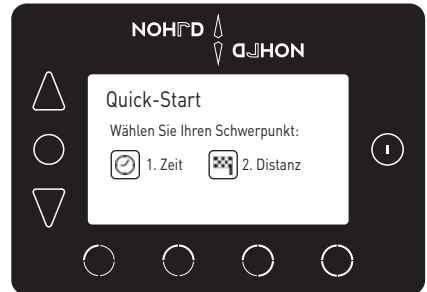 NOHrD
NOHrD
Quick-Start
Wählen Sie Ihren Schwerpunkt:
1. Zeit 2. Distanz